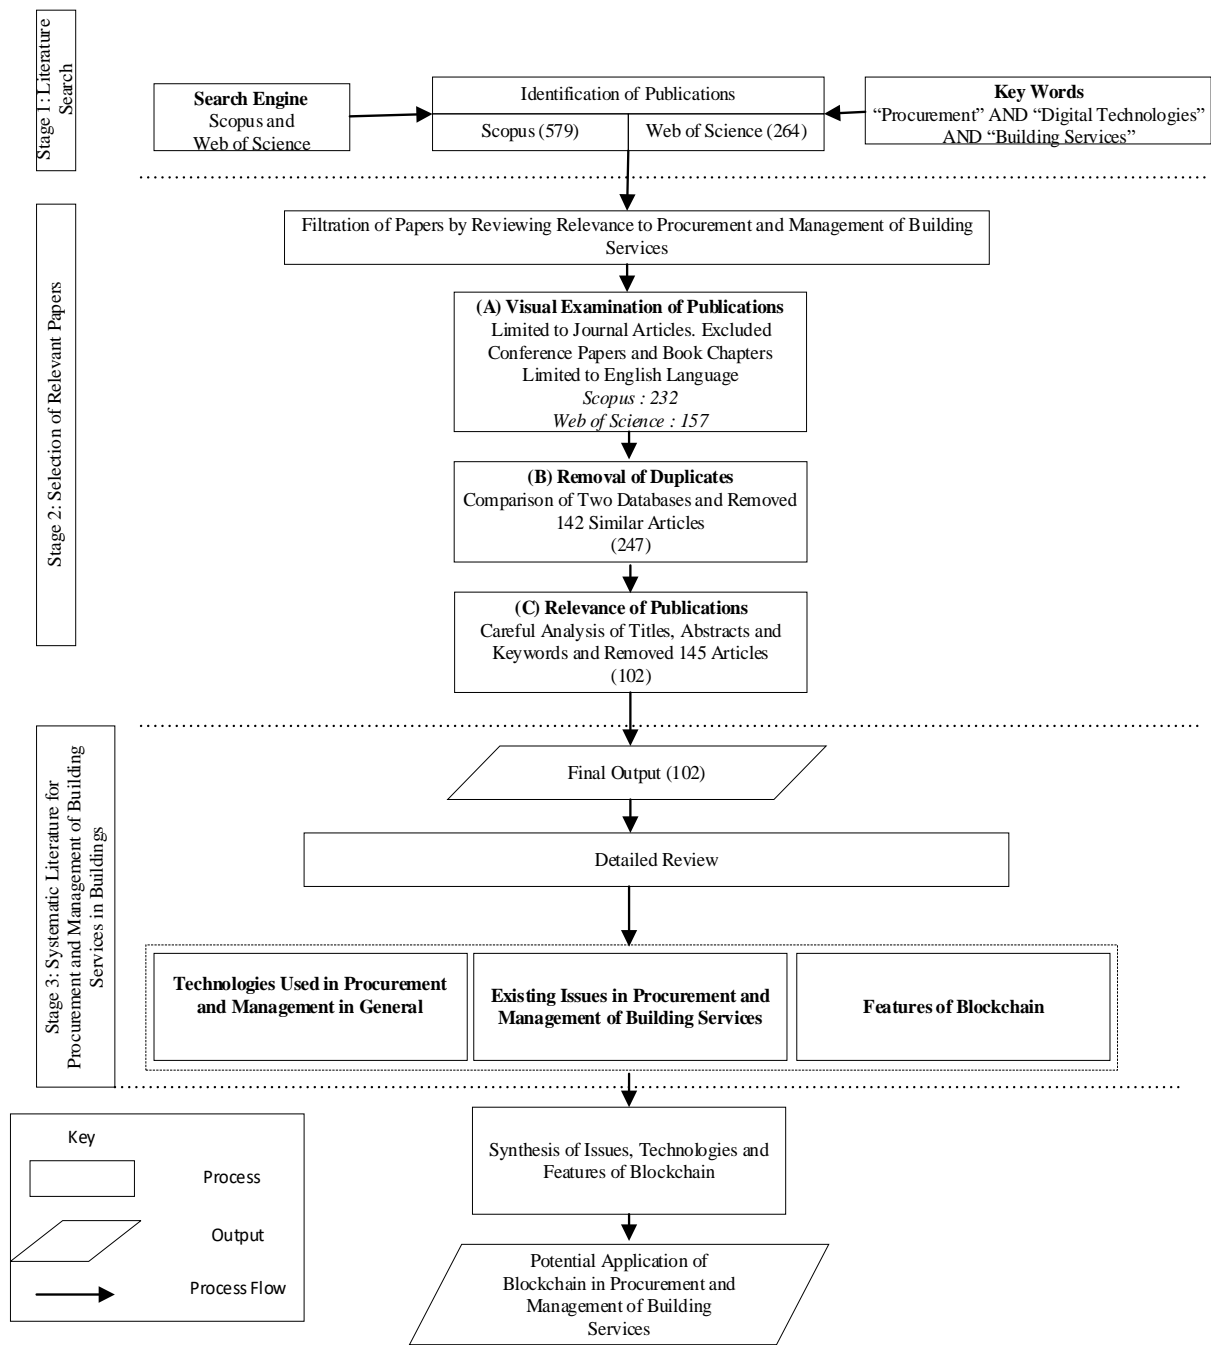 Stage 1: Literature
Search
Search Engine
Scopus and
Web of Science
Identification of Publications
Scopus (579)
Web of Science (264)
Key Words
“Procurement” AND “Digital Technologies”
AND “Building Services”
Stage 2: Selection of Relevant Papers
Filtration of Papers by Reviewing Relevance to Procurement and Management of Building
Services
(A) Visual Examination of Publications
Limited to Journal Articles. Excluded
Conference Papers and Book Chapters
Limited to English Language
Scopus : 232
Web of Science : 157
(B) Removal of Duplicates
Comparison of Two Databases and Removed
142 Similar Articles
(247)
(C) Relevance of Publications
Careful Analysis of Titles, Abstracts and
Keywords and Removed 145 Articles
(102)
Stage 3: Systematic Literature for
Procurement and Management of Building
Services in Buildings
Final Output (102)
Detailed Review
Technologies Used in Procurement
and Management in General
Existing Issues in Procurement and
Management of Building Services
Features of Blockchain
Synthesis of Issues, Technologies and
Features of Blockchain
Potential Application of
Blockchain in Procurement and
Management of Building
Services
Key
Process
Output
Process Flow